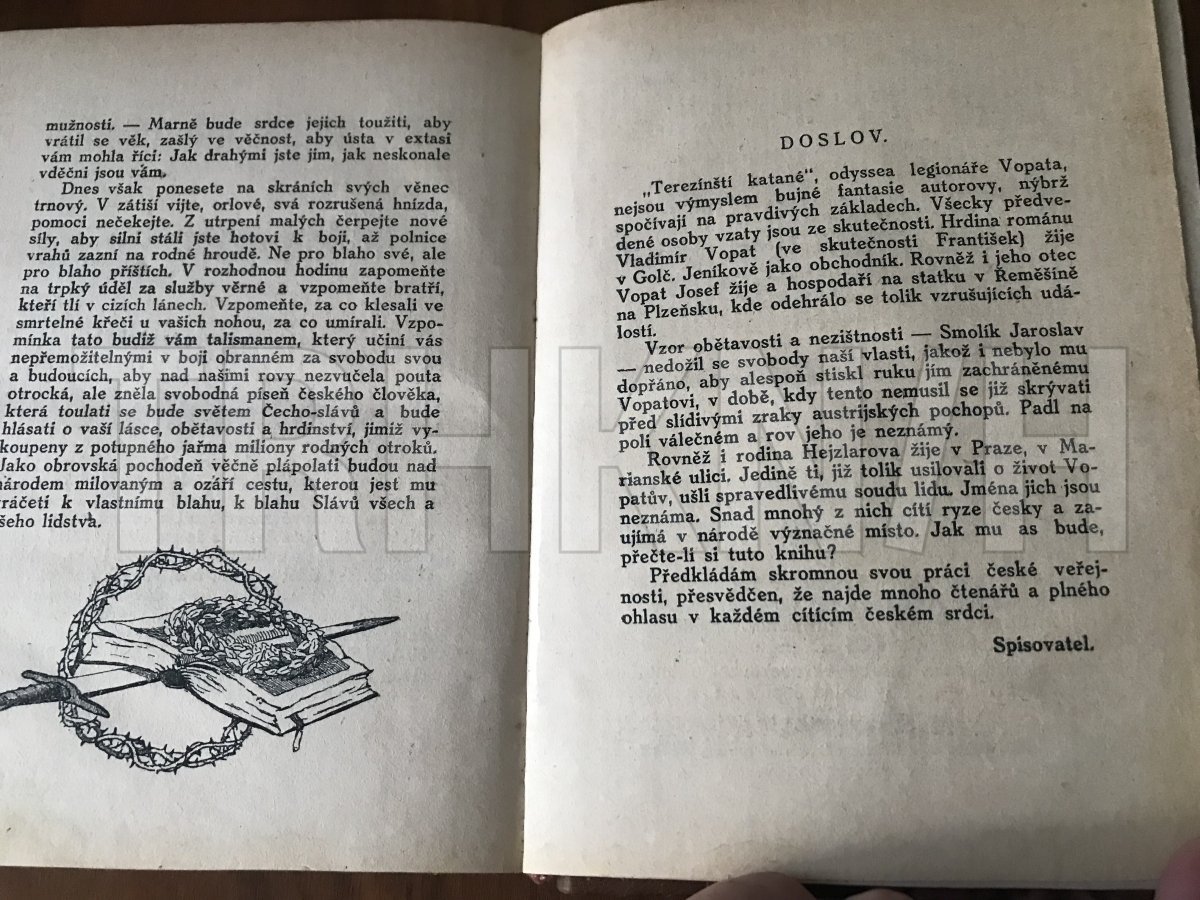 mužností. — Marně bude srdce jejich toužiti, aby
vrátil se věk, zašlý ve věčnost, aby ústa v extasi
vám mohla říci: Jak drahými jste jim, jak neskonale
vděčni jsou vám.
Dnes však ponesete na skráních svých věnec
trnový. V zátiší vijte, orlové, svá rozrušená hnízda,
pomoci nečekejte. Z utrpení malých čerpejte nové
síly, aby silni stáli jste hotovi k boji, až polnice
vrahů zazní na rodné hroudě. Ne pro blaho své, ale
pro blaho příštích. V rozhodnou hodinu zapomeňte
na trpký úděl za služby věrné a vzpomeňte bratří,
kteří tlí v cizích lánech. Vzpomeňte, za co klesali ve
smrtelné křeči u vašich nohou, za co umírali. Vzpo-
mínka tato budiž vám talismanem, který učiní vás
nepřemožitelnými v boji obranném za svobodu svou
a budoucích, aby nad našimi rovy nezvučela pouta
otrocká, ale zněla svobodná píseň českého člověka,
která toulati se bude světem Čecho-slávů a bude
hlásati o vaší lásce, obětavosti a hrdinství, jimiž vy-
koupeny z potupného jařma miliony rodných otroků.
Jako obrovská pochodeň věčně plápolati budou nad
národem milovaným a ozáří cestu, kterou jest mu
ráčeti k vlastnímu blahu, k blahu Slávů všech a
šeho lidstva.
DOSLOV.
„Terezínští katané“, odyssea legionáře Vopata,
nejsou výmyslem bujné fantasie autorovy, nýbrž
spočívají na pravdivých základech. Všecky předve-
dené osoby vzaty jsou ze skutečnosti. Hrdina románu
Vladimír Vopat (ve skutečnosti František) žije
v Golč. Jeníkově jako obchodník. Rovněž i jeho otec
Vopat Josef žije a hospodaří na statku v Řeměšíně
na Plzeňsku, kde odehrálo se tolik vzrušujících udá-
lostí.
Vzor obětavosti a nezištnosti — Smolík Jaroslav
— nedožil se svobody naší vlasti, jakož i nebylo mu
dopřáno, aby alespoň stiskl ruku jím zachráněnému
Vopatovi, v době, kdy tento nemusil se již skrývati
před slídivými zraky austrijských pochopů. Padl na
poli válečném a rov jeho je neznámý.
Rovněž i rodina Hejzlarova žije v Praze, v Ma-
rianské ulici. Jedině ti, již tolik usilovali o život Vo-
patův, ušli spravedlivému soudu lidu. Jména jich jsou
neznáma. Snad mnohý z nich cítí ryze česky a za-
ujímá v národě význačné místo. Jak mu as bude,
přečte-li si tuto knihu?
Předkládám skromnou svou práci české veřej-
nosti, přesvědčen, že najde mnoho čtenářů a plného
ohlasu v každém cítícím českém srdci.
Spisovatel.